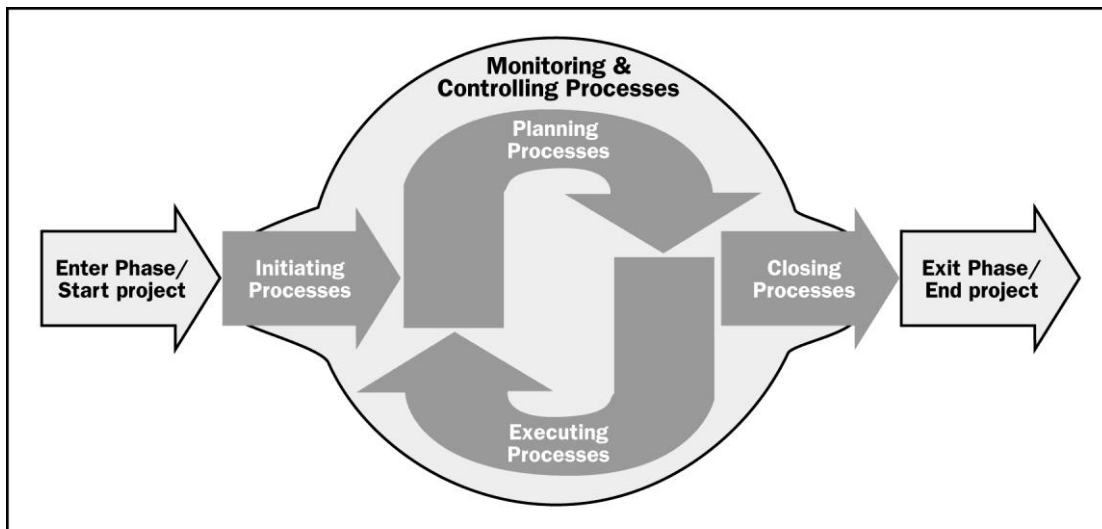 Monitoring &
Controlling Processes
Planning
Processes
Enter Phase/
Start project
Initiating
Processes
Closing
Processes
Exit Phase/
End project
Executing
Processes